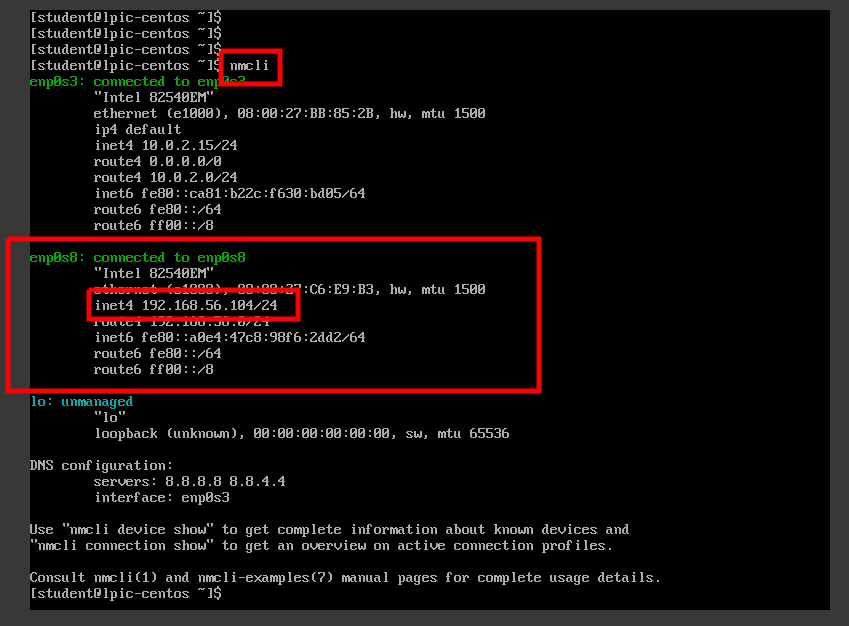 [student@lpic-centos ~]$
[student@lpic-centos ~]$
[student@lpic-centos ~]$
[student@lpic-centos ~]$ nmcli
enp0s3: connected to enp0s3
"Intel 82540EM"
ethernet (e1000), 08:00:27:BB:85:2B, hw, mtu 1500
ip4 default
inet4 10.0.2.15/24
route4 0.0.0.0/0
route4 10.0.2.0/24
inet6 fe80::ca81:b22c:f630:bd05/64
route6 fe80::/64
route6 ff00::/8
enp0s8: connected to enp0s8
"Intel 82540EM"
ethernet (e1000), 08:00:27:C6:E9:B3, hw, mtu 1500
inet4 192.168.56.104/24
route4 192.168.56.0/24
inet6 fe80::a0e4:47c8:98f6:2dd2/64
route6 fe80::/64
route6 ff00::/8
lo: unmanaged
"lo"
loopback (unknown), 00:00:00:00:00:00, sw, mtu 65536
DNS configuration:
servers: 8.8.8.8 8.8.4.4
interface: enp0s3
Use "nmcli device show" to get complete information about known devices and
"nmcli connection show" to get an overview on active connection profiles.
Consult nmcli(1) and nmcli-examples(7) manual pages for complete usage details.
[student@lpic-centos ~]$